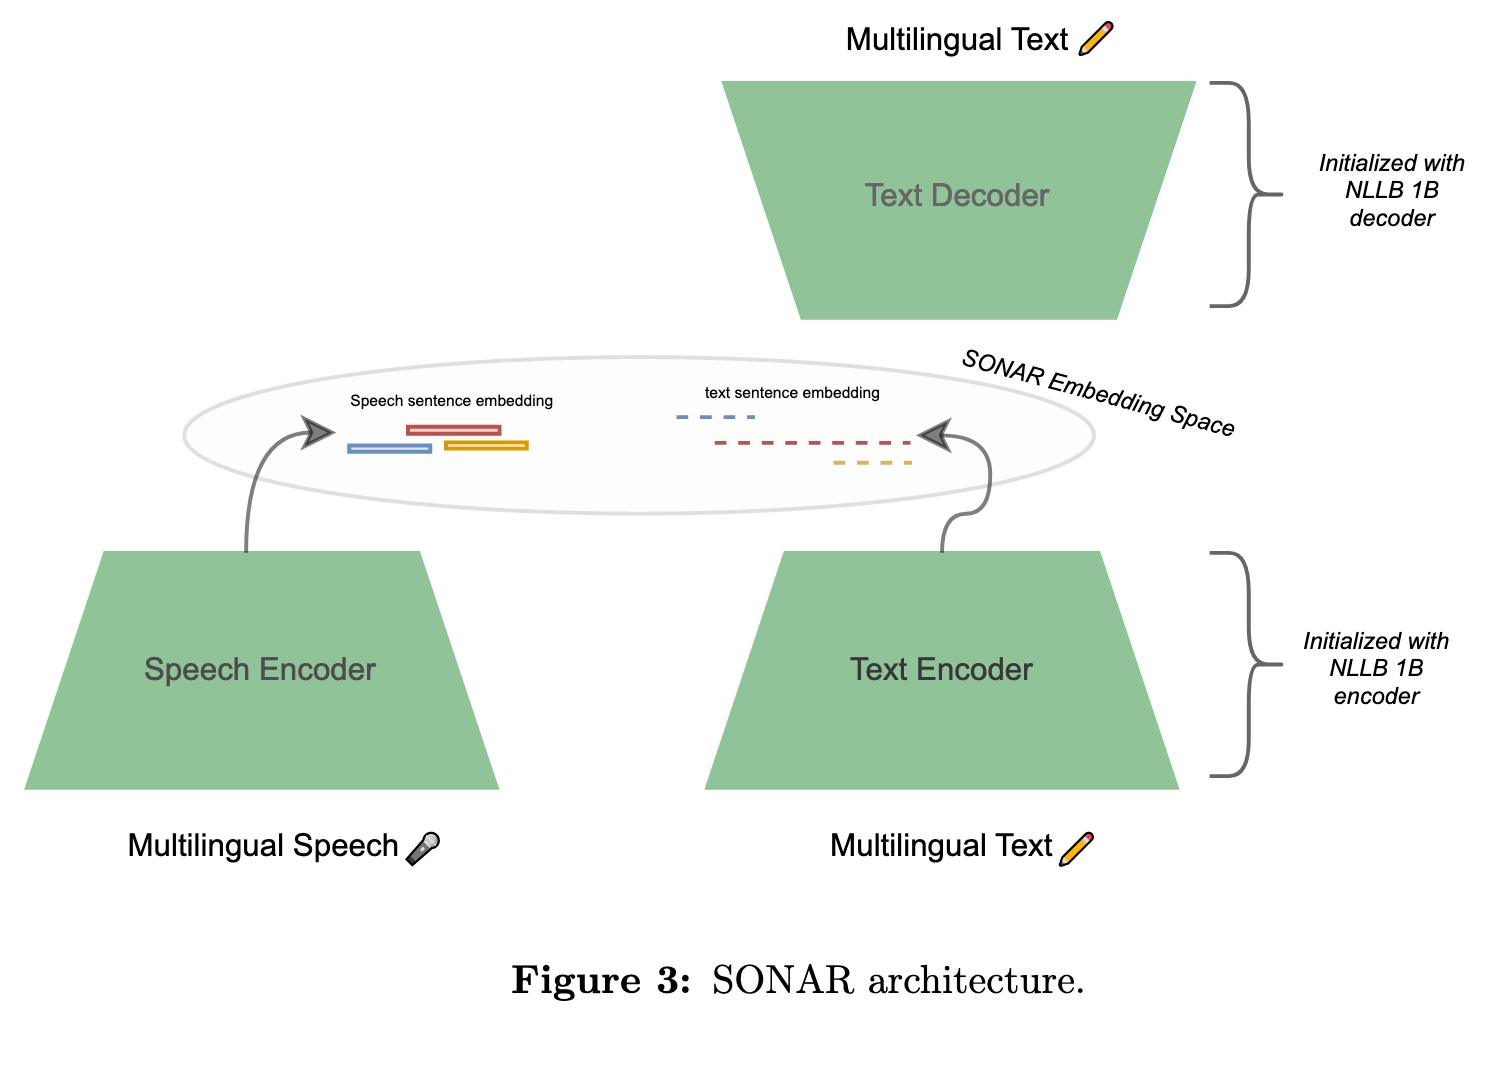 Multilingual Text
Text Decoder
Initialized with
NLLB 1B
decoder
SONAR Embedding Space
Speech sentence embedding
text sentence embedding
Speech Encoder
Text Encoder
Initialized with
NLLB 1B
encoder
Multilingual Speech
Multilingual Text
Figure 3: SONAR architecture.